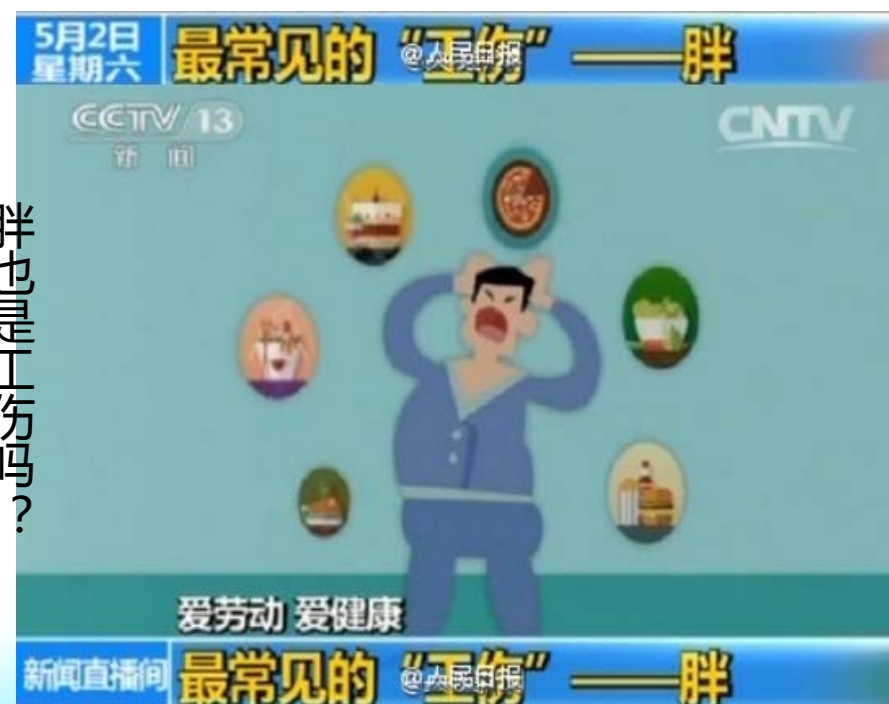 5月2日
星期六
最常见的“工伤”——胖
@人民日报
CCTV 13
新闻
CNTV
胖也是工伤吗？
爱劳动 爱健康
新闻直播间
最常见的“工伤”——胖
@人民日报